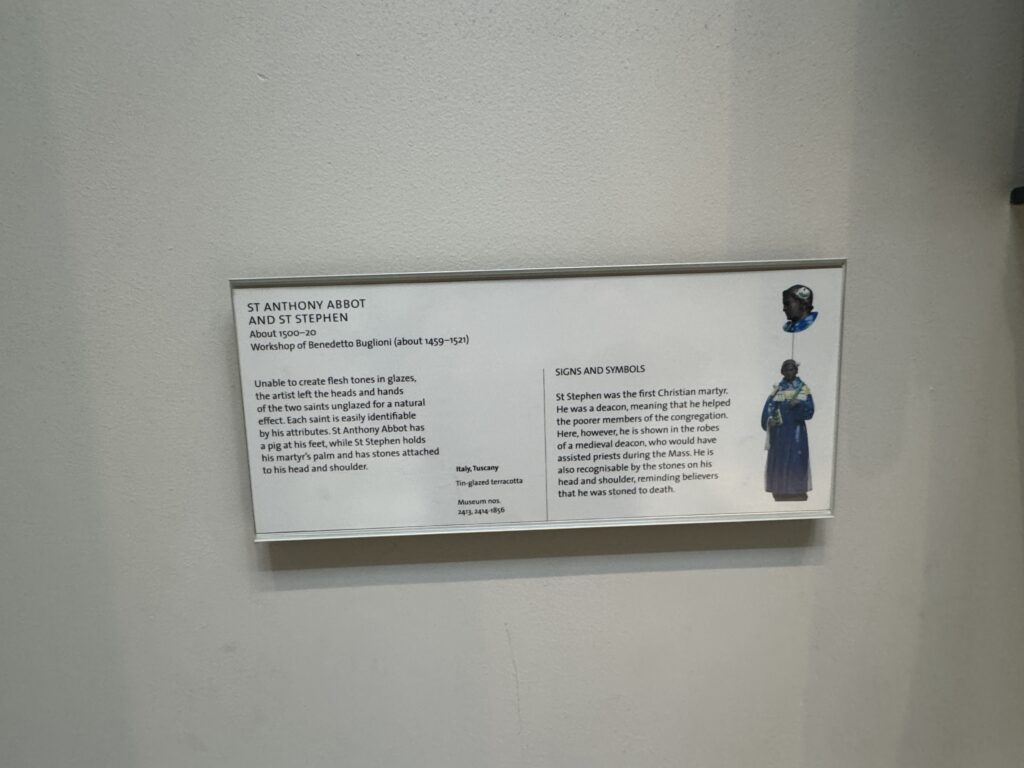 ST ANTHONY ABBOT
AND ST STEPHEN
About 1500–20
Workshop of Benedetto Buglioni (about 1459–1521)
Unable to create flesh tones in glazes,
the artist left the heads and hands
of the two saints unglazed for a natural
effect. Each saint is easily identifiable
by his attributes. St Anthony Abbot has
a pig at his feet, while St Stephen holds
his martyr's palm and has stones attached
to his head and shoulder.
Italy, Tuscany
Tin-glazed terracotta
Museum nos.
2413, 2414-1856
SIGNS AND SYMBOLS
St Stephen was the first Christian martyr.
He was a deacon, meaning that he helped
the poorer members of the congregation.
Here, however, he is shown in the robes
of a medieval deacon, who would have
assisted priests during the Mass. He is
also recognisable by the stones on his
head and shoulder, reminding believers
that he was stoned to death.